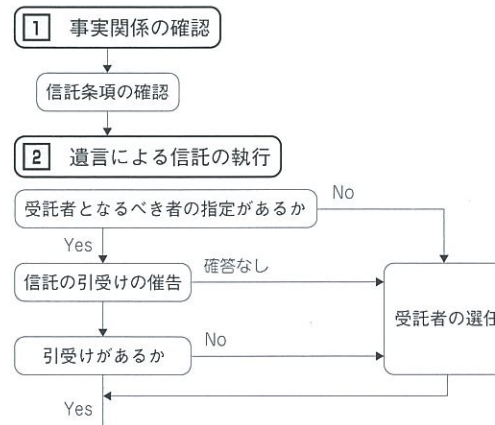 1 事実関係の確認
信託条項の確認
2 遺言による信託の執行
受託者となるべき者の指定があるか
No
Yes
信託の引受けの催告
確答なし
受託者の選任
引受けがあるか
No
Yes